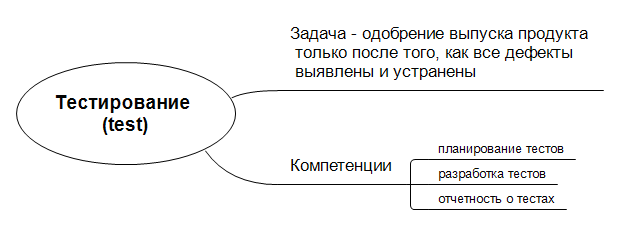 Тестирование
(test)
Задача - одобрение выпуска продукта
только после того, как все дефекты
выявлены и устранены
Компетенции
планирование тестов
разработка тестов
отчетность о тестах